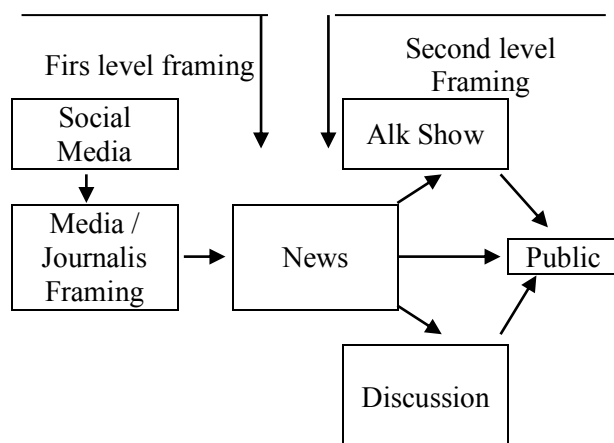 Firs level framing
Second level
Framing
Social
Media
Alk Show
Media /
Journalis
Framing
News
Public
Discussion